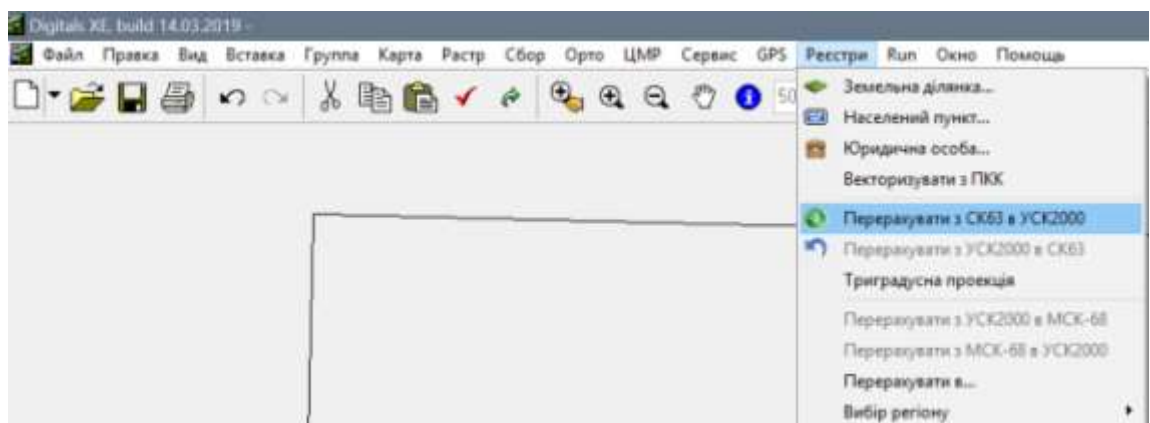 Digitals XE, build 14.03.2019 -
Файл Правка Вид Вставка Группа Карта Растр Сбор Орто ЦМР Сервис GPS Реєстри Run Окно Помощь
50
Земельна ділянка...
Населений пункт...
Юридична особа...
Векторизувати з ПКК
Перерахувати з СК63 в УСК2000
Перерахувати з УСК2000 в СК63
Триградусна проекція
Перерахувати з УСК2000 в МСК-68
Перерахувати з МСК-68 в УСК2000
Перерахувати в...
Вибір регіону